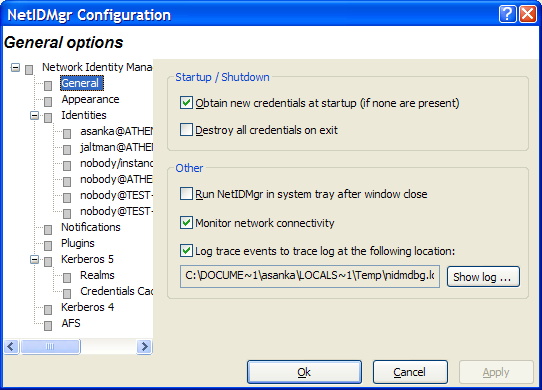 NetIDMgr Configuration
General options
Network Identity Mana
General
Appearance
Identities
asanka@ATHEN
jaltman@ATHEN
nobody/instanc
nobody@ATHE
nobody@TEST-
nobody@TEST-
Notifications
Plugins
Kerberos 5
Realms
Credentials Cac
Kerberos 4
AFS
Startup / Shutdown
Obtain new credentials at startup (if none are present)
Destroy all credentials on exit
Other
Run NetIDMgr in system tray after window close
Monitor network connectivity
Log trace events to trace log at the following location:
C:\DOCUME~1\asanka\LOCALS~1\Temp\nidmdbg.lo
Show log ...
Ok
Cancel
Apply